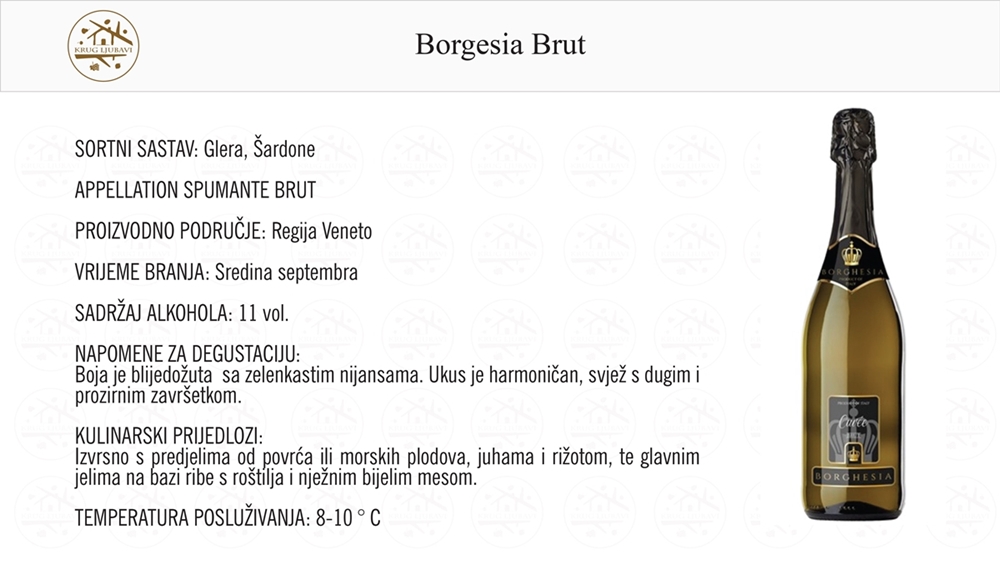 KRUG LJUBAVI
Borgesia Brut
SORTNI SASTAV: Glera, Šardone
APPELLATION SPUMANTE BRUT
PROIZVODNO PODRUČJE: Regija Veneto
VRIJEME BRANJA: Sredina septembra
SADRŽAJ ALKOHOLA: 11 vol.
NAPOMENE ZA DEGUSTACIJU:
Boja je blijedožuta sa zelenkastim nijansama. Ukus je harmoničan, svjež s dugim i
prozirnim završetkom.
KULINARSKI PRIJEDLOZI:
Izvrsno s predjelima od povrća ili morskih plodova, juhama i rižotom, te glavnim
jelima na bazi ribe s roštilja i nježnim bijelim mesom.
TEMPERATURA POSLUŽIVANJA: 8-10 ° C
BORGHESIA
Cuvée
BORGHESIA